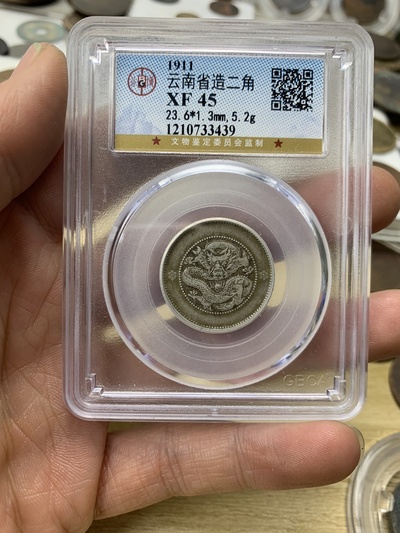 1911
云南省造二角
XF 45
23.6*1.3mm,5.2g
1210733439
★ 文物鉴定委员会监制 ★
GBCA